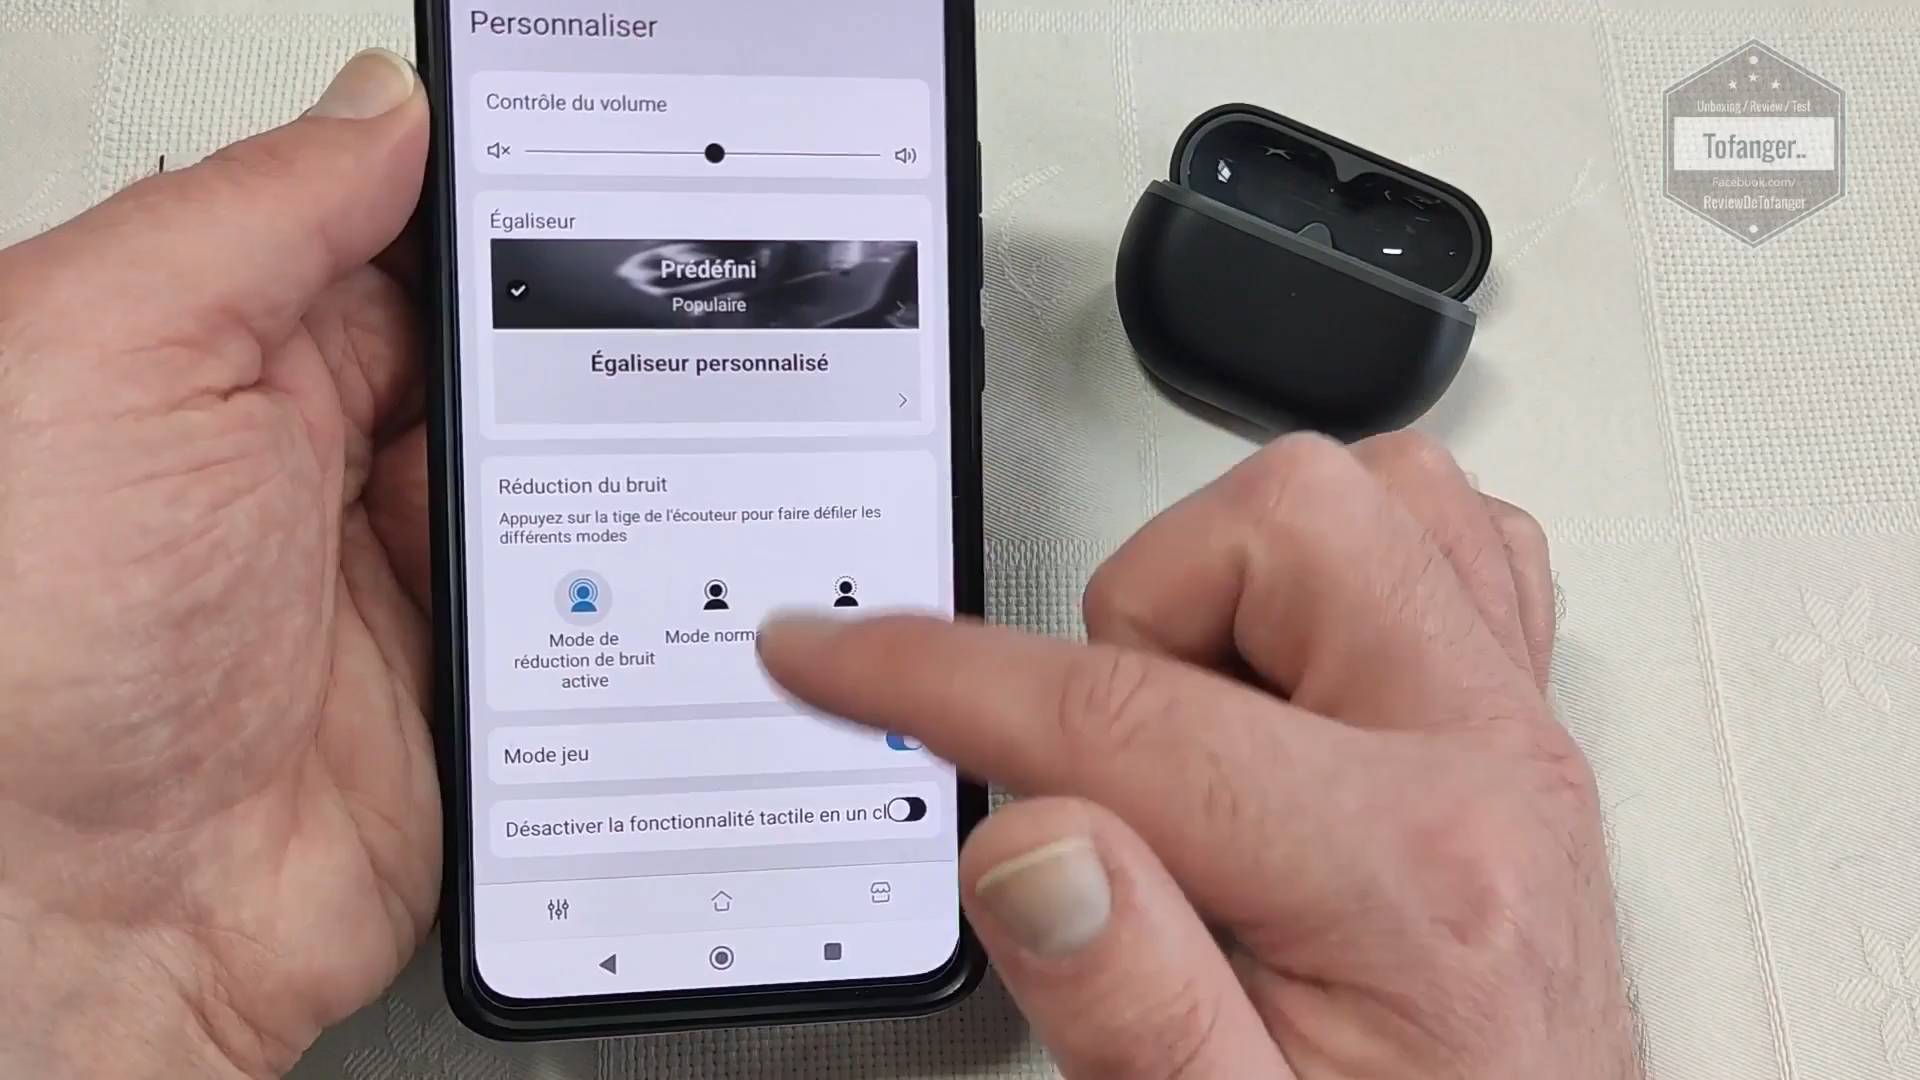 Personnaliser
Contrôle du volume
Égaliseur
Prédéfini
Populaire
Égaliseur personnalisé
Réduction du bruit
Appuyez sur la tige de l'écouteur pour faire défiler les
différents modes
Mode de
réduction de bruit
active
Mode norm
Mode jeu
Désactiver la fonctionnalité tactile en un cl
Unboxing / Review / Test
Tofanger..
Facebook.com/
ReviewDeTofanger